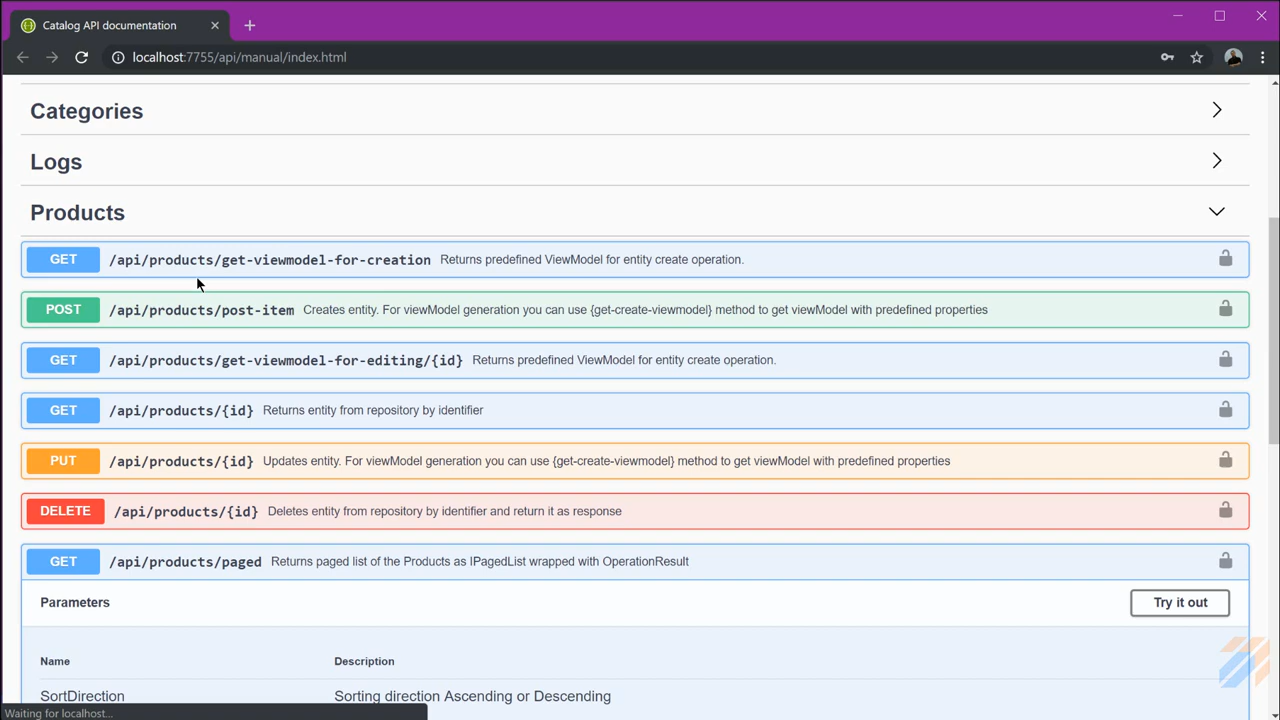 Catalog API documentation
localhost:7755/api/manual/index.html
Categories
Logs
Products
GET /api/products/get-viewmodel-for-creation Returns predefined ViewModel for entity create operation.
POST /api/products/post-item Creates entity. For viewModel generation you can use {get-create-viewmodel} method to get viewModel with predefined properties
GET /api/products/get-viewmodel-for-editing/{id} Returns predefined ViewModel for entity create operation.
GET /api/products/{id} Returns entity from repository by identifier
PUT /api/products/{id} Updates entity. For viewModel generation you can use {get-create-viewmodel} method to get viewModel with predefined properties
DELETE /api/products/{id} Deletes entity from repository by identifier and return it as response
GET /api/products/paged Returns paged list of the Products as IPagedList wrapped with OperationResult
Parameters Try it out
Name Description
SortDirection Sorting direction Ascending or Descending
Waiting for localhost...